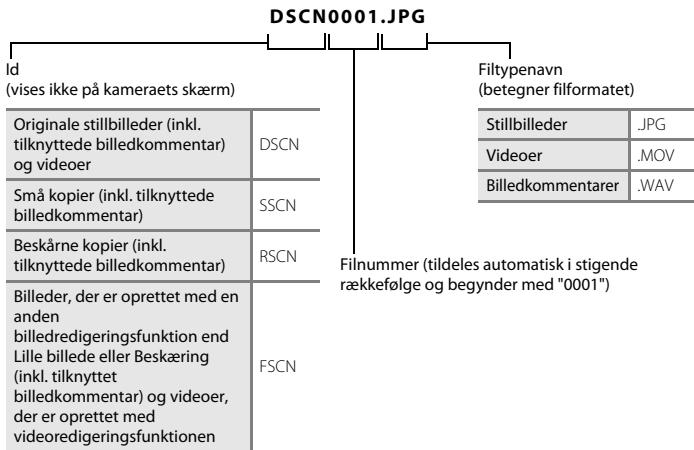 DSCN0001.JPG
Id
(vises ikke på kameraets skærm)
Originale stillbilleder (inkl.
tilknyttede billedkommentar)
og videoer
DSCN
Små kopier (inkl. tilknyttede
billedkommentar)
SSCN
Beskårne kopier (inkl.
tilknyttede billedkommentar)
RSCN
Billeder, der er oprettet med en
anden
billedredigeringsfunktion end
Lille billede eller Beskæring
(inkl. tilknyttet
billedkommentar) og videoer,
der er oprettet med
videoredigeringsfunktionen
FSCN
Filnummer (tildeles automatisk i stigende
rækkefølge og begynder med "0001")
Filtypenavn
(betegner filformatet)
Stillbilleder
.JPG
Videoer
.MOV
Billedkommentarer
.WAV